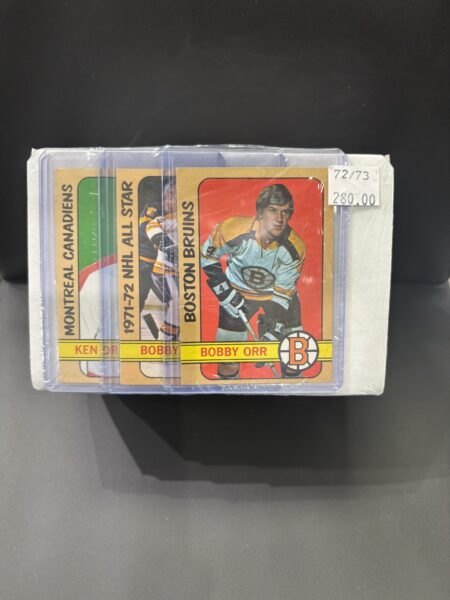 72/73
280.00
MONTREAL CANADIENS
KEN DR
1971-72 NHL ALL STAR
BOBBY
BOSTON BRUINS
BOBBY ORR
B
B